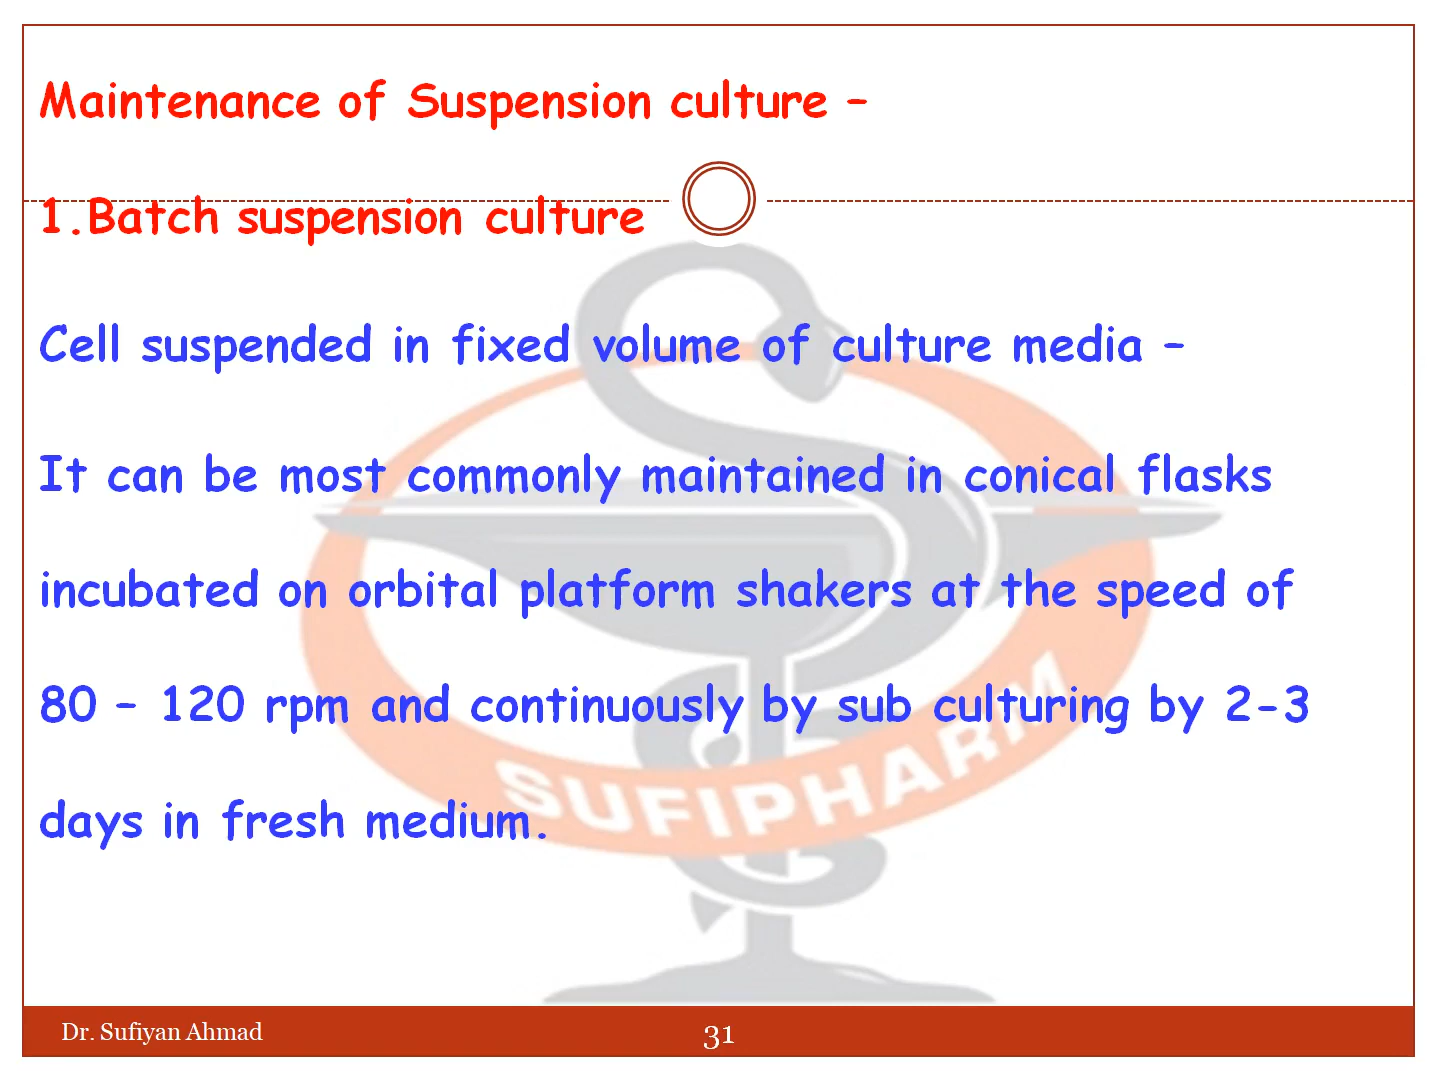 Maintenance of Suspension culture –
1.Batch suspension culture
Cell suspended in fixed volume of culture media –
It can be most commonly maintained in conical flasks
incubated on orbital platform shakers at the speed of
80 – 120 rpm and continuously by sub culturing by 2-3
days in fresh medium.
SUFIPHARM
Dr. Sufiyan Ahmad
31